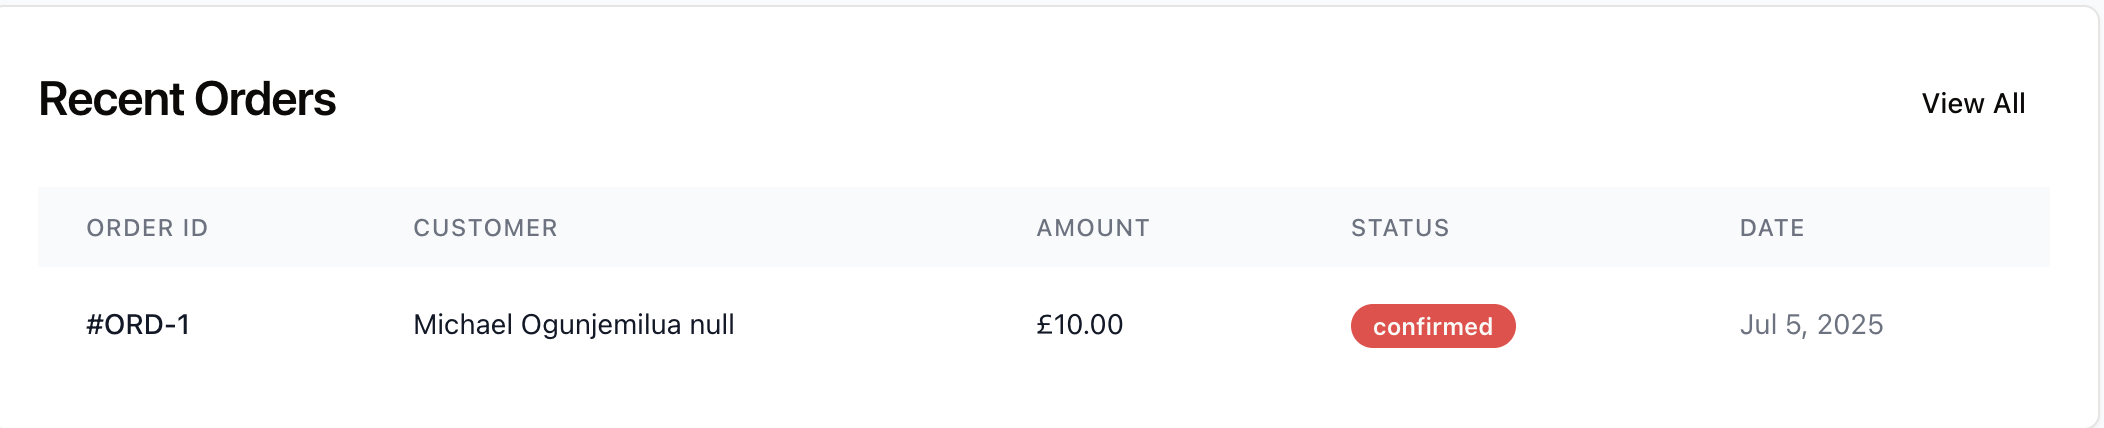 Recent Orders
View All
ORDER ID CUSTOMER AMOUNT STATUS DATE
#ORD-1 Michael Ogunjemilua null £10.00 confirmed Jul 5, 2025